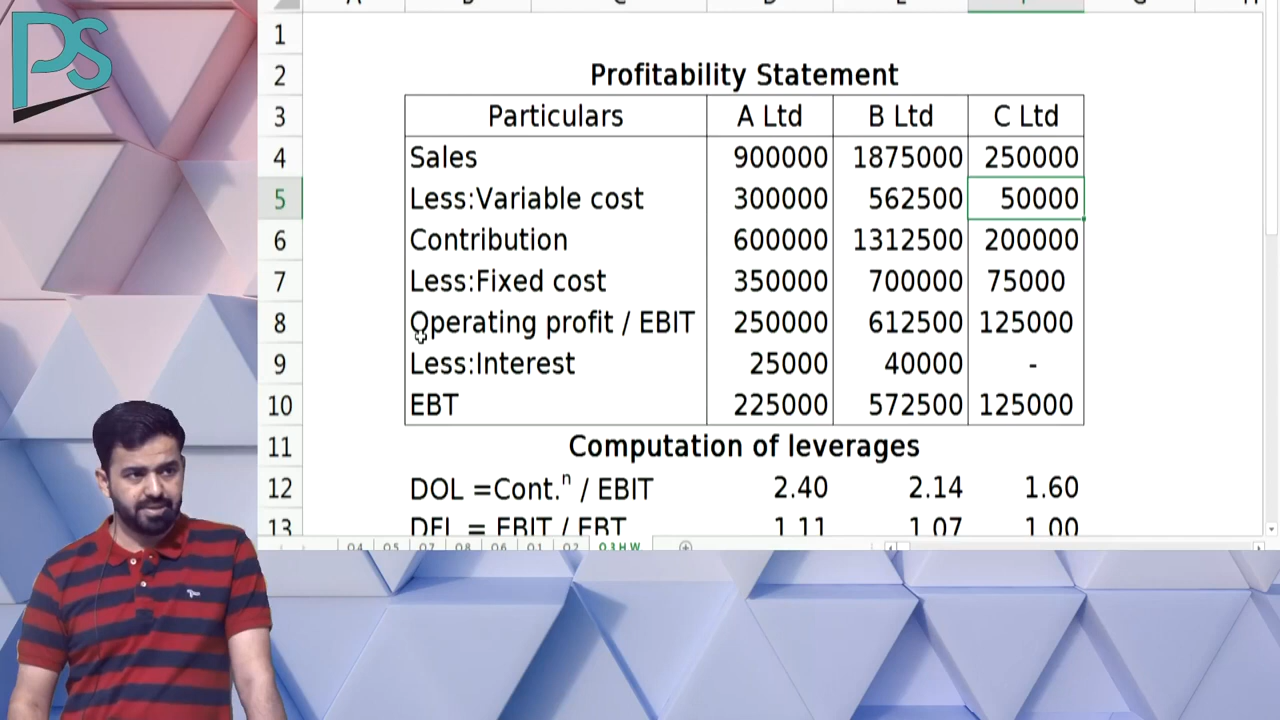 PS
1
2 Profitability Statement
3 Particulars A Ltd B Ltd C Ltd
4 Sales 900000 1875000 250000
5 Less:Variable cost 300000 562500 50000
6 Contribution 600000 1312500 200000
7 Less:Fixed cost 350000 700000 75000
8 Operating profit / EBIT 250000 612500 125000
9 Less:Interest 25000 40000 -
10 EBT 225000 572500 125000
11 Computation of leverages
12 DOL =Cont.ⁿ / EBIT 2.40 2.14 1.60
13 DFL = EBIT / EBT 1.11 1.07 1.00